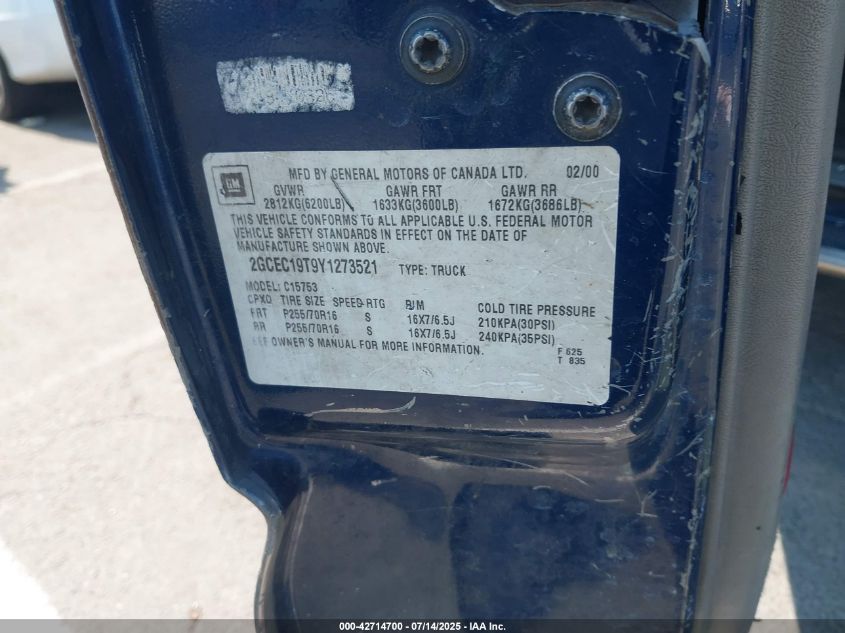 GM
MFD BY GENERAL MOTORS OF CANADA LTD. 02/00
GVWR GAWR FRT GAWR RR
2812KG(6200LB) 1633KG(3600LB) 1672KG(3686LB)
THIS VEHICLE CONFORMS TO ALL APPLICABLE U.S. FEDERAL MOTOR
VEHICLE SAFETY STANDARDS IN EFFECT ON THE DATE OF
MANUFACTURE SHOWN ABOVE.
2GCEC19T9Y1273521 TYPE: TRUCK
MODEL: C15753
CPXQ TIRE SIZE SPEED-RTG RIM COLD TIRE PRESSURE
FRT P255/70R16 S 16X7/6.5J 210KPA(30PSI)
RR P255/70R16 S 16X7/6.5J 240KPA(35PSI)
OWNER'S MANUAL FOR MORE INFORMATION.
F 625
T 835
000-42714700 - 07/14/2025 - IAA Inc.